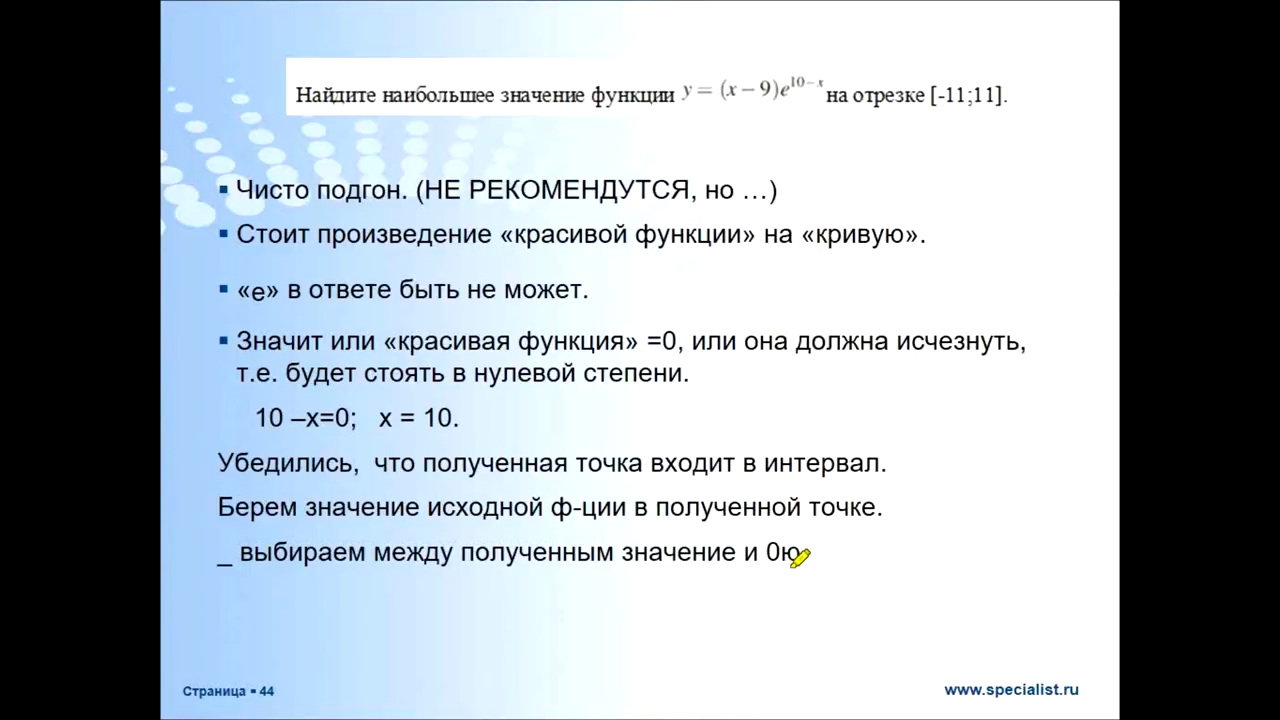 Найдите наибольшее значение функции y = (x − 9)e^{10−x} на отрезке [-11;11].
▪ Чисто подгон. (НЕ РЕКОМЕНДУТСЯ, но …)
▪ Стоит произведение «красивой функции» на «кривую».
▪ «е» в ответе быть не может.
▪ Значит или «красивая функция» =0, или она должна исчезнуть,
т.е. будет стоять в нулевой степени.
10 –х=0; х = 10.
Убедились, что полученная точка входит в интервал.
Берем значение исходной ф-ции в полученной точке.
_ выбираем между полученным значение и 0ю
Страница ▪ 44
www.specialist.ru